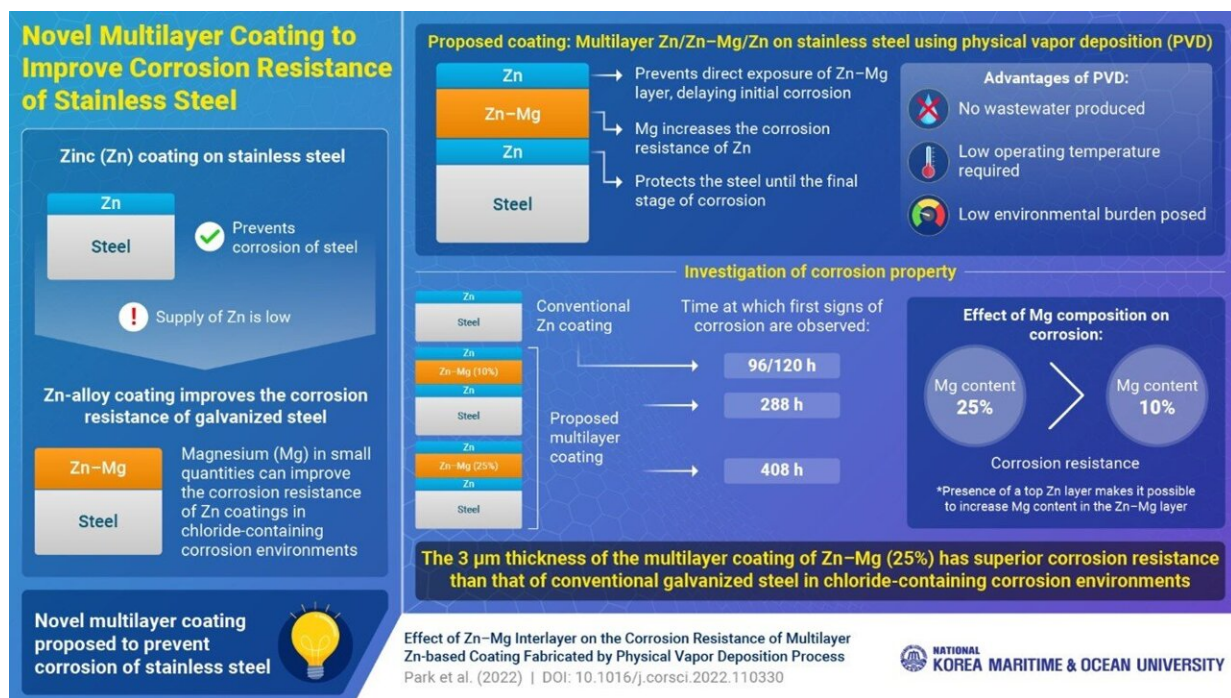 Novel Multilayer Coating to
Improve Corrosion Resistance
of Stainless Steel
Zinc (Zn) coating on stainless steel
Zn
Steel
Prevents
corrosion of steel
!
Supply of Zn is low
Zn-alloy coating improves the corrosion
resistance of galvanized steel
Zn–Mg
Steel
Magnesium (Mg) in small
quantities can improve
the corrosion resistance
of Zn coatings in
chloride-containing
corrosion environments
Novel multilayer coating
proposed to prevent
corrosion of stainless steel
Proposed coating: Multilayer Zn/Zn–Mg/Zn on stainless steel using physical vapor deposition (PVD)
Zn
Zn–Mg
Zn
Steel
Prevents direct exposure of Zn–Mg
layer, delaying initial corrosion
Mg increases the corrosion
resistance of Zn
Protects the steel until the final
stage of corrosion
Advantages of PVD:
No wastewater produced
Low operating temperature
required
Low environmental burden posed
Investigation of corrosion property
Zn
Steel
Zn
Zn–Mg (10%)
Zn
Steel
Zn
Zn–Mg (25%)
Zn
Steel
Conventional
Zn coating
Proposed
multilayer
coating
Time at which first signs of
corrosion are observed:
96/120 h
288 h
408 h
Effect of Mg composition on
corrosion:
Mg content
25%
Mg content
10%
Corrosion resistance
*Presence of a top Zn layer makes it possible
to increase Mg content in the Zn–Mg layer
The 3 μm thickness of the multilayer coating of Zn–Mg (25%) has superior corrosion resistance
than that of conventional galvanized steel in chloride-containing corrosion environments
Effect of Zn–Mg Interlayer on the Corrosion Resistance of Multilayer
Zn-based Coating Fabricated by Physical Vapor Deposition Process
Park et al. (2022) | DOI: 10.1016/j.corsci.2022.110330
NATIONAL
KOREA MARITIME & OCEAN UNIVERSITY